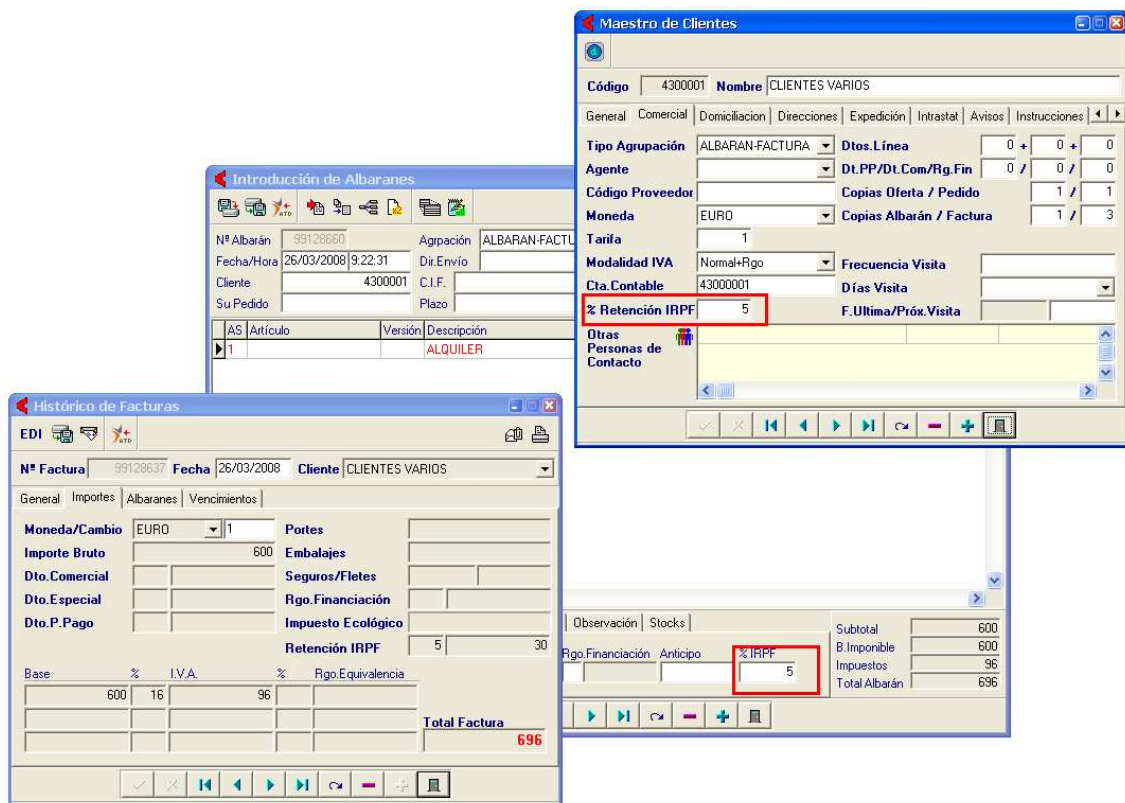 Maestro de Clientes
Código 4300001 Nombre CLIENTES VARIOS
General Comercial Domiciliacion Direcciones Expedición Intrastat Avisos Instrucciones
Tipo Agrupación ALBARAN-FACTURA Dtos.Línea 0 + 0 + 0
Agente Dt.PP/Dt.Com/Rg.Fin 0 / 0 / 0
Código Proveedor Copias Oferta / Pedido 1 / 1
Moneda EURO Copias Albarán / Factura 1 / 3
Tarifa 1
Modalidad IVA Normal+Rgo Frecuencia Visita
Cta.Contable 43000001 Días Visita
% Retención IRPF 5 F.Ultima/Próx.Visita
Otras
Personas de
Contacto
Introducción de Albaranes
ATD
Nº Albarán 99128660 Agrpación ALBARAN-FACTU
Fecha/Hora 26/03/2008 9:22:31 Dir.Envío
Cliente 4300001 C.I.F.
Su Pedido Plazo
AS Artículo Versión Descripción
1 ALQUILER
Observación Stocks
Rgo.Financiación Anticipo % IRPF
5
Subtotal 600
B.Imponible 600
Impuestos 96
Total Albarán 696
Histórico de Facturas
EDI ATD
Nº Factura 99128637 Fecha 26/03/2008 Cliente CLIENTES VARIOS
General Importes Albaranes Vencimientos
Moneda/Cambio EURO 1 Portes
Importe Bruto 600 Embalajes
Dto.Comercial Seguros/Fletes
Dto.Especial Rgo.Financiación
Dto.P.Pago Impuesto Ecológico
Retención IRPF 5 30
Base % I.V.A. % Rgo.Equivalencia
600 16 96
Total Factura
696